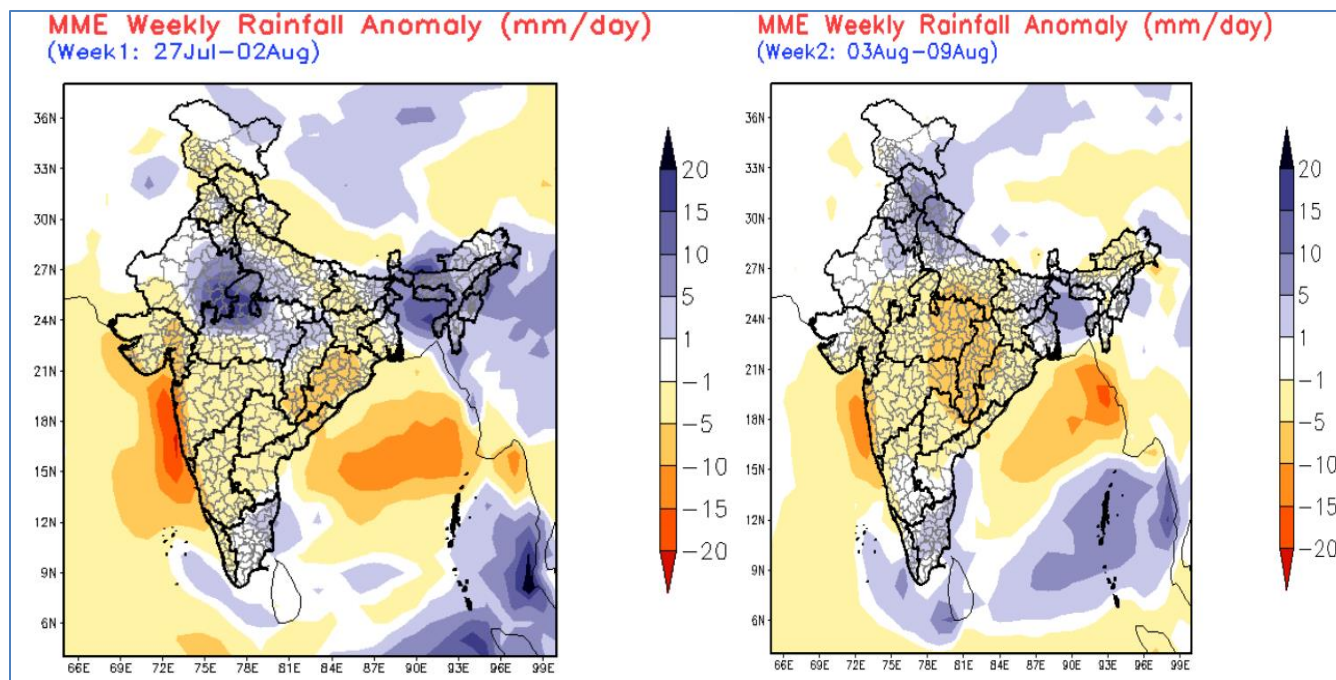 MME Weekly Rainfall Anomaly (mm/day)
(Week1: 27Jul-02Aug)
36N
33N
30N
27N
24N
21N
18N
15N
12N
9N
6N
66E 69E 72E 75E 78E 81E 84E 87E 90E 93E 96E 99E
20
15
10
5
1
-1
-5
-10
-15
-20
MME Weekly Rainfall Anomaly (mm/day)
(Week2: 03Aug-09Aug)
36N
33N
30N
27N
24N
21N
18N
15N
12N
9N
6N
66E 69E 72E 75E 78E 81E 84E 87E 90E 93E 96E 99E
20
15
10
5
1
-1
-5
-10
-15
-20